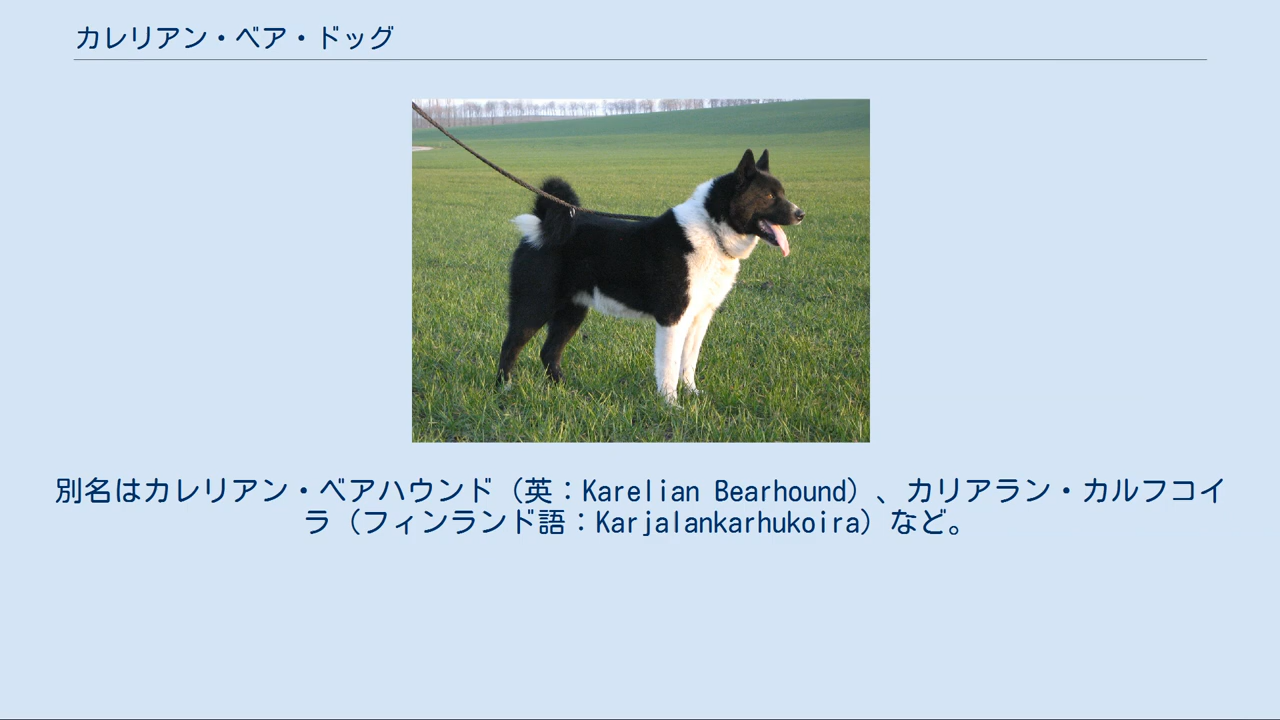 カレリアン・ベア・ドッグ
別名はカレリアン・ベアハウンド（英：Karelian Bearhound）、カリアラン・カルフコイ
ラ（フィンランド語：Karjalankarhukoira）など。